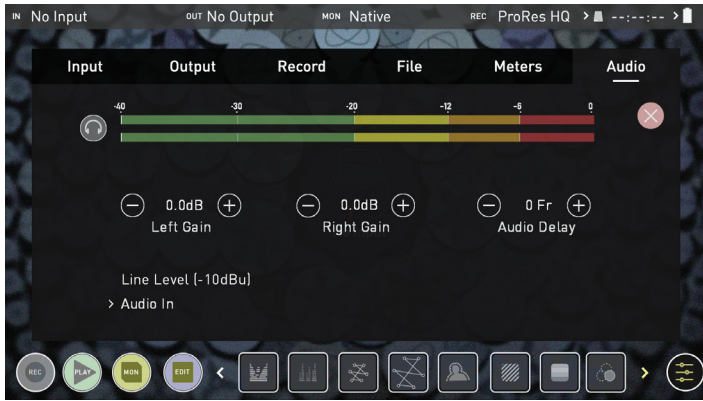 IN No Input OUT No Output MON Native REC ProRes HQ > --:--:-- >
Input Output Record File Meters Audio
-40 -30 -20 -12 -6 0
0.0dB 0.0dB 0 Fr
Left Gain Right Gain Audio Delay
Line Level (-10dBu)
> Audio In
REC PLAY MON EDIT < >